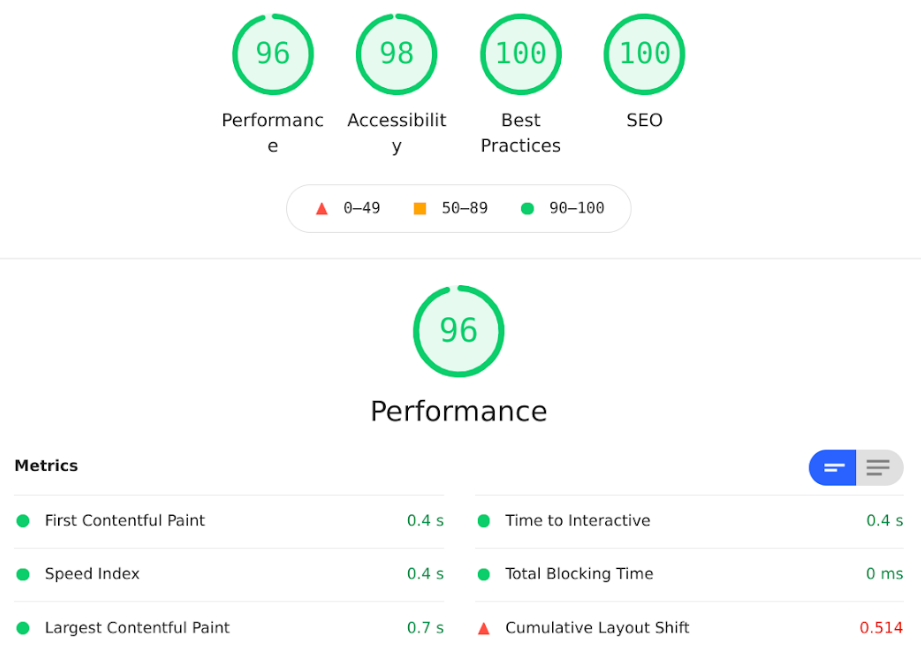 96 98 100 100
Performanc Accessibilit Best SEO
e y Practices
0–49 50–89 90–100
96
Performance
Metrics
First Contentful Paint 0.4 s Time to Interactive 0.4 s
Speed Index 0.4 s Total Blocking Time 0 ms
Largest Contentful Paint 0.7 s Cumulative Layout Shift 0.514